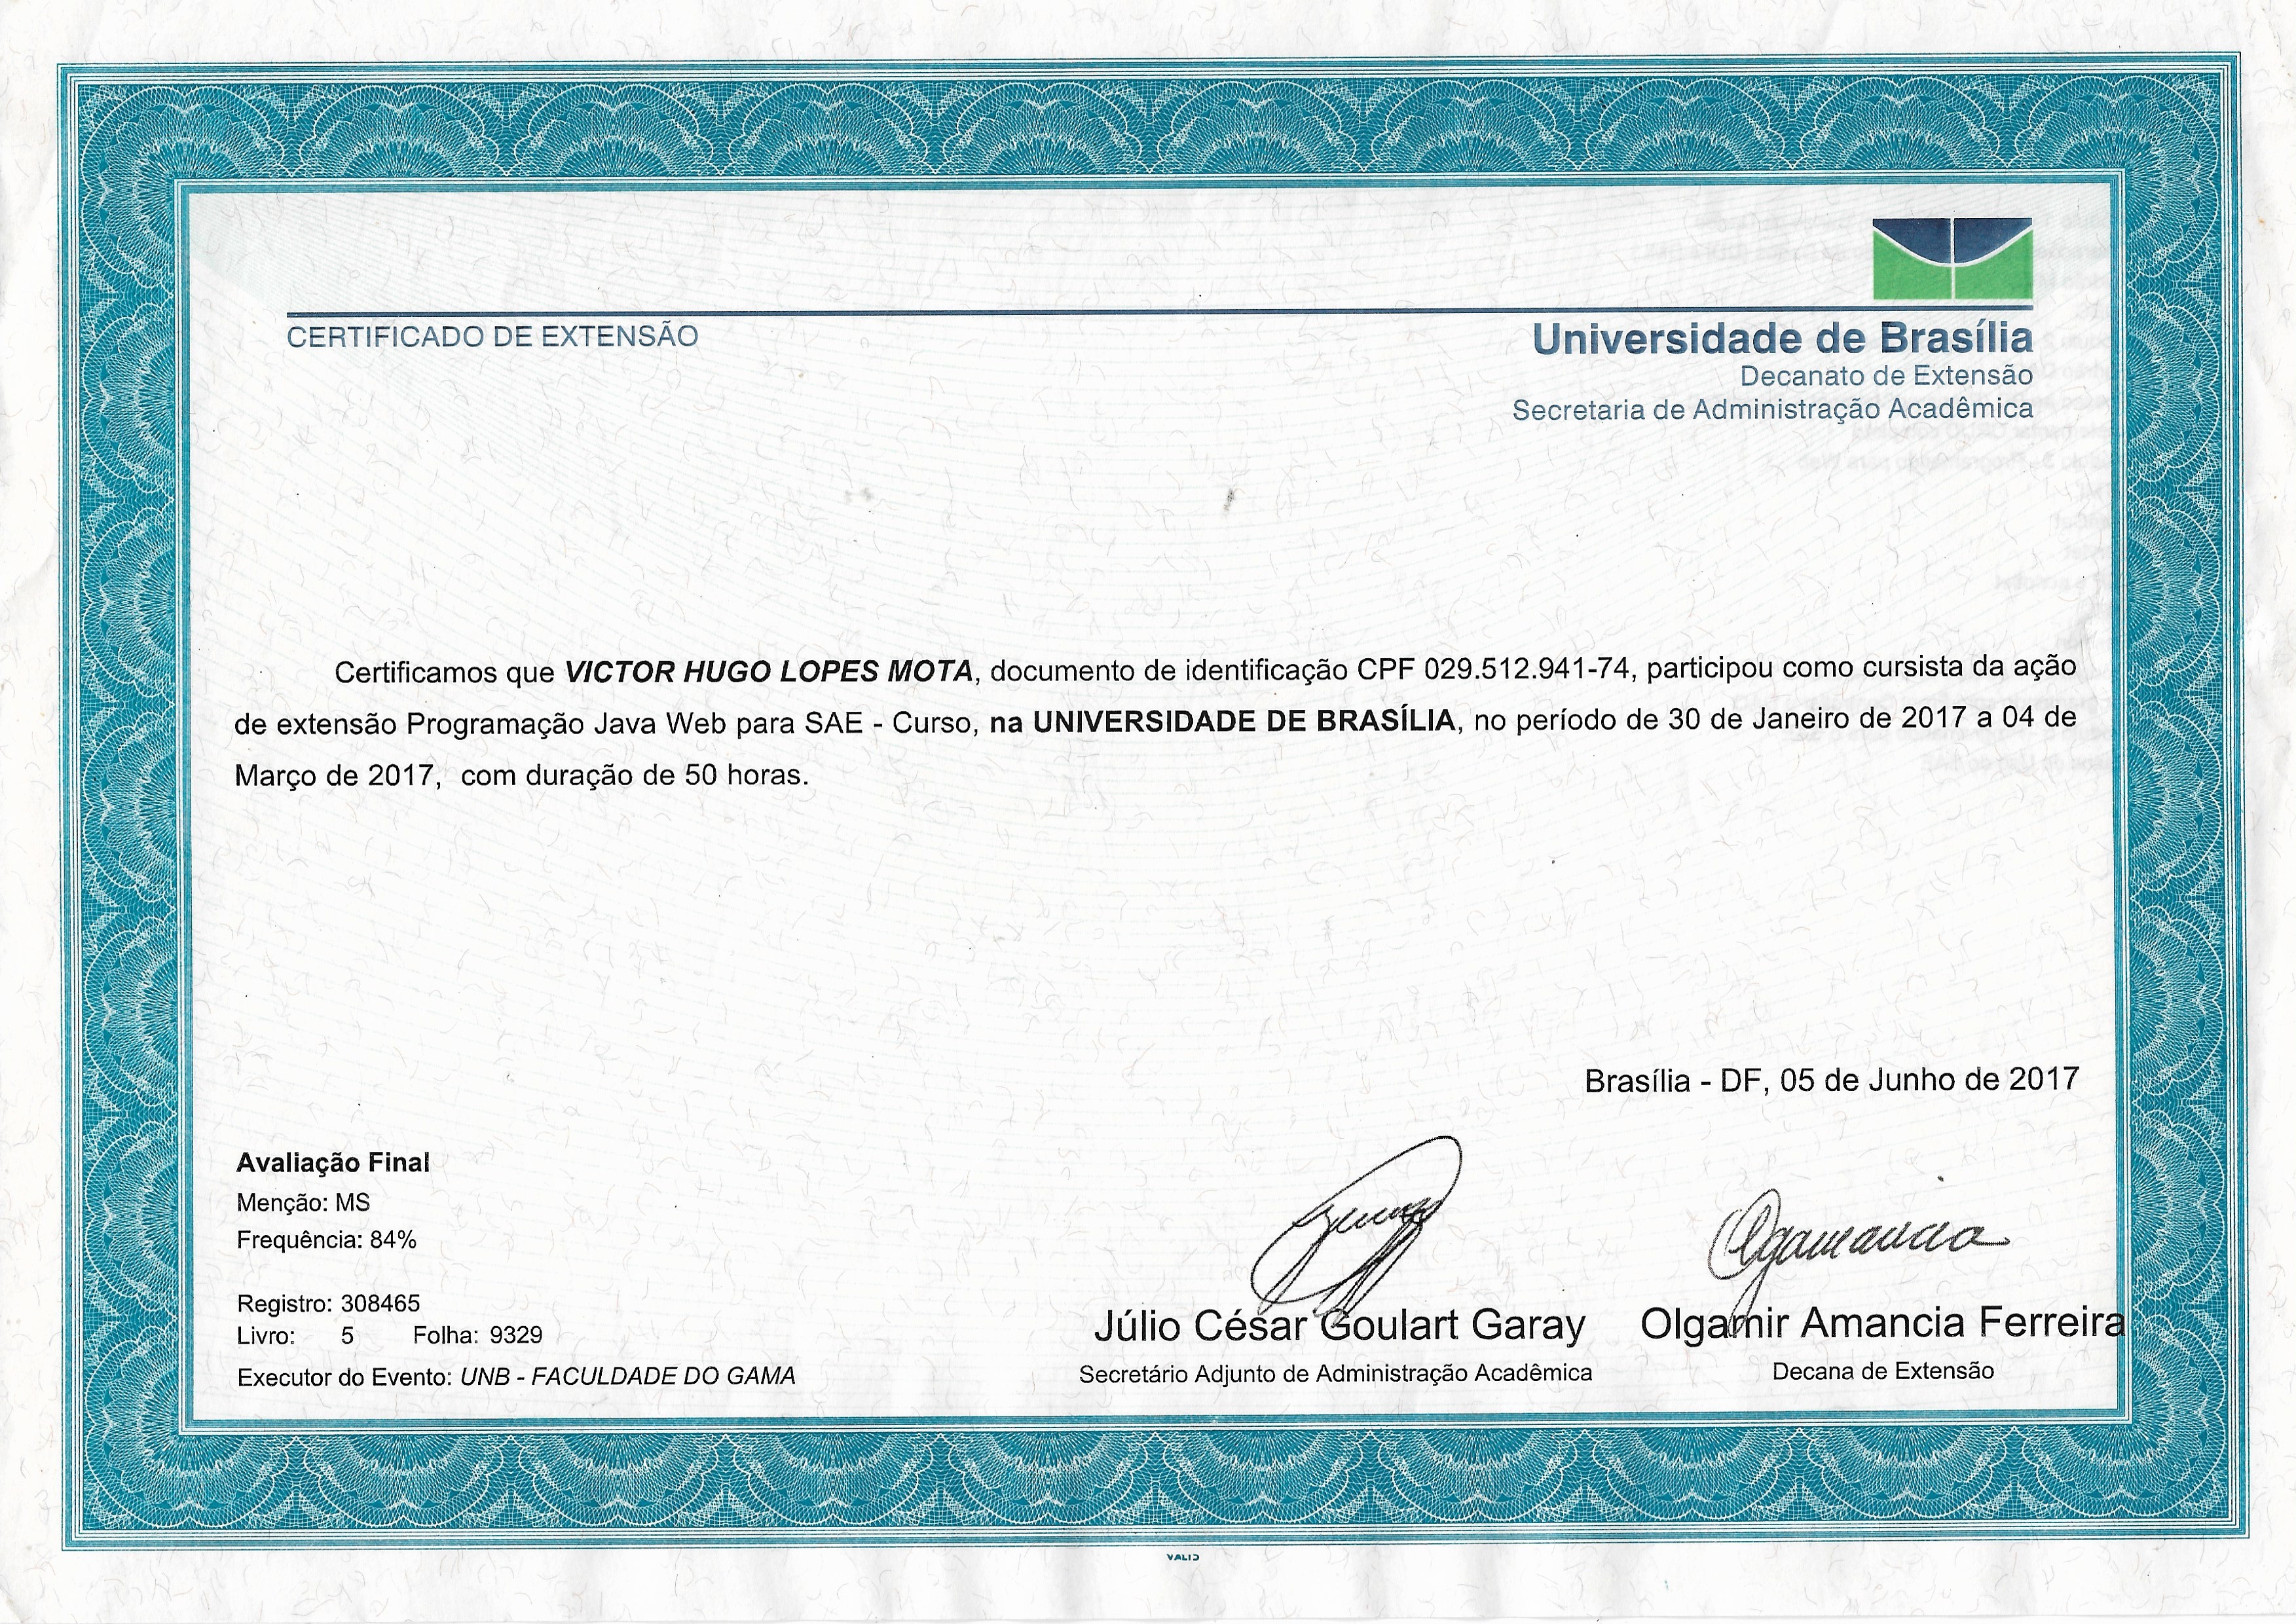 CERTIFICADO DE EXTENSÃO
Universidade de Brasília
Decanato de Extensão
Secretaria de Administração Acadêmica
Certificamos que VICTOR HUGO LOPES MOTA, documento de identificação CPF 029.512.941-74, participou como cursista da ação
de extensão Programação Java Web para SAE - Curso, na UNIVERSIDADE DE BRASÍLIA, no período de 30 de Janeiro de 2017 a 04 de
Março de 2017, com duração de 50 horas.
Brasília - DF, 05 de Junho de 2017
Avaliação Final
Menção: MS
Frequência: 84%
Registro: 308465
Livro: 5 Folha: 9329
Executor do Evento: UNB - FACULDADE DO GAMA
Júlio César Goulart Garay
Secretário Adjunto de Administração Acadêmica
Olgamir Amancia Ferreira
Decana de Extensão
VALID